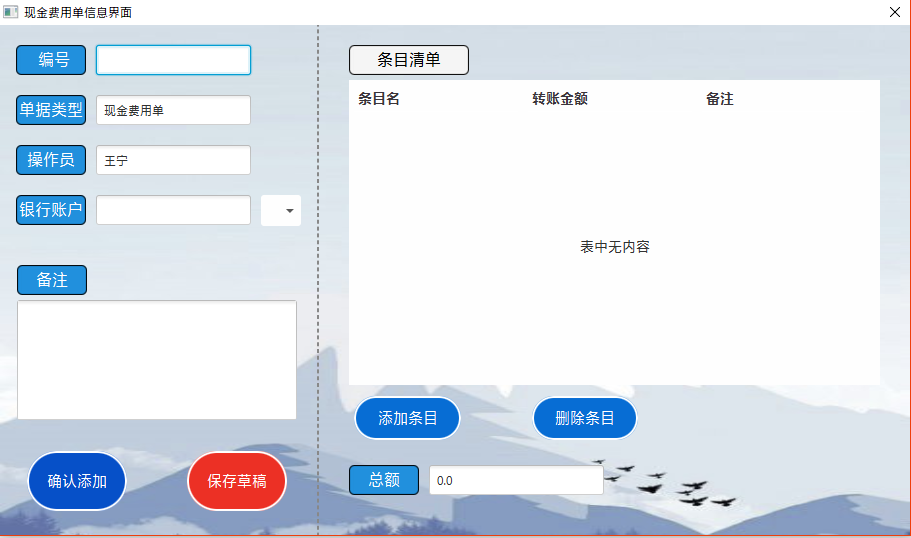 现金费用单信息界面
编号
单据类型 现金费用单
操作员 王宁
银行账户
备注
确认添加 保存草稿
条目清单
条目名 转账金额 备注
表中无内容
添加条目 删除条目
总额 0.0